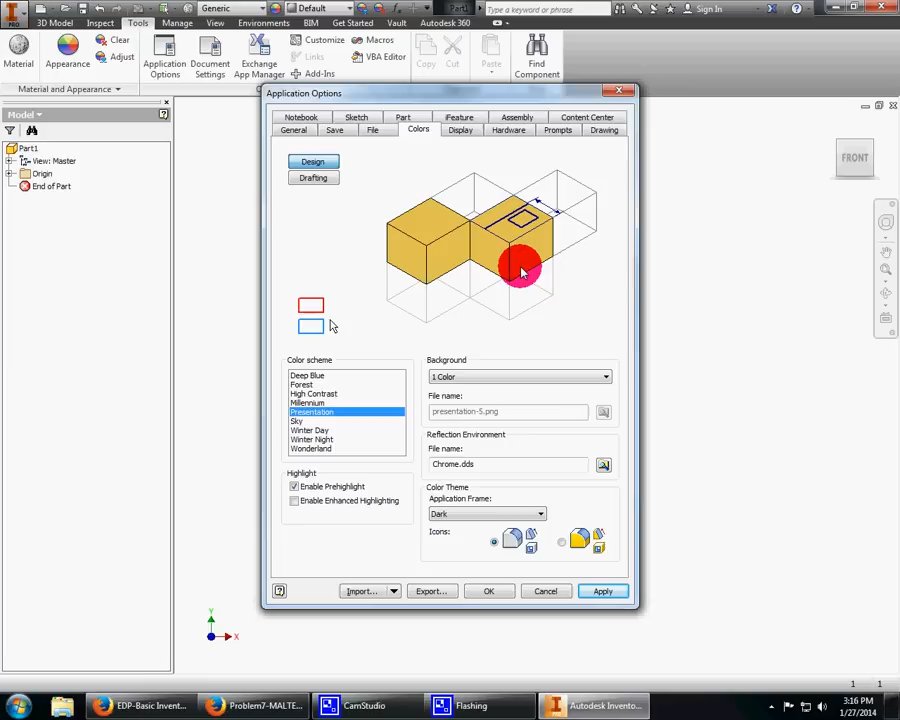 PRO
Generic
Default
Part1
Type a keyword or phrase
Sign In
3D Model
Inspect
Tools
Manage
View
Environments
BIM
Get Started
Vault
Autodesk 360
Material
Appearance
Clear
Adjust
Application Options
Document Settings
Exchange App Manager
Customize
Links
Add-Ins
Macros
VBA Editor
Copy
Cut
Paste
Find Component
Material and Appearance
Options
Clipboard
Model
Part1
View: Master
Origin
End of Part
FRONT
Application Options
Notebook
Sketch
Part
iFeature
Assembly
Content Center
General
Save
File
Colors
Display
Hardware
Prompts
Drawing
Design
Drafting
Color scheme
Deep Blue
Forest
High Contrast
Millennium
Presentation
Sky
Winter Day
Winter Night
Wonderland
Background
1 Color
File name:
presentation-5.png
Reflection Environment
File name:
Chrome.dds
Highlight
Enable Prehighlight
Enable Enhanced Highlighting
Color Theme
Application Frame:
Dark
Icons:
Import...
Export...
OK
Cancel
Apply
Y
X
1
1
EDP-Basic Invent...
Problem7-MALTE...
CamStudio
Flashing
Autodesk Invento...
3:16 PM
1/27/2014